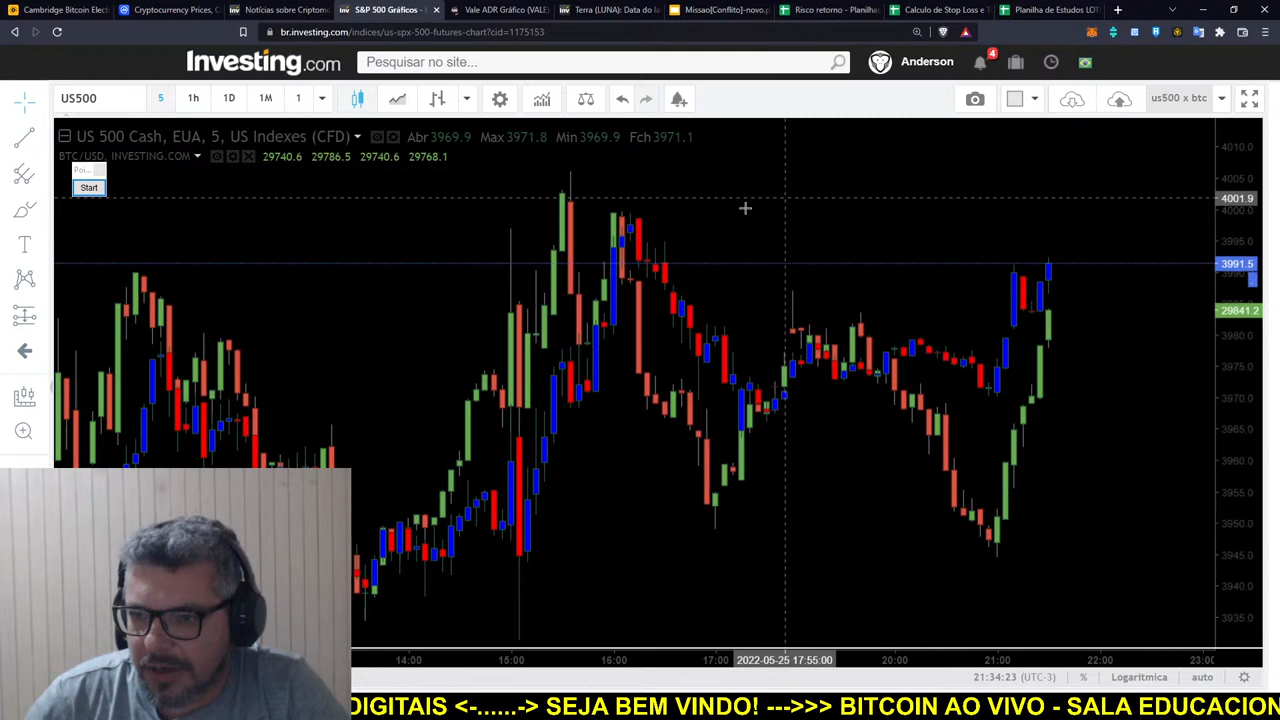 Cambridge Bitcoin Electri
Cryptocurrency Prices, C
Notícias sobre Criptomo
S&P 500 Gráficos -
Vale ADR Gráfico (VALE)
Terra (LUNA): Data do la
Missao[Conflito]-novo.p
Risco retorno - Planilhas
Calculo de Stop Loss e T
Planilha de Estudos LOT
br.investing.com/indices/us-spx-500-futures-chart?cid=1175153
Investing.com
Pesquisar no site...
Anderson
4
US500
5
1h
1D
1M
1
us500 x btc
US 500 Cash, EUA, 5, US Indexes (CFD) Abr 3969.9 Max 3971.8 Min 3969.9 Fch 3971.1
BTC/USD, INVESTING.COM 29740.6 29786.5 29740.6 29768.1
Poi...
Start
4010.0
4005.0
4001.9
4000.0
3995.0
3991.5
29841.2
3980.0
3975.0
3970.0
3965.0
3960.0
3955.0
3950.0
3945.0
3940.0
3935.0
14:00
15:00
16:00
17:00
2022-05-25 17:55:00
20:00
21:00
22:00
23:00
21:34:23 (UTC-3)
%
Logaritmica
auto
DIGITAIS <-......-> SEJA BEM VINDO! --->>> BITCOIN AO VIVO - SALA EDUCACION